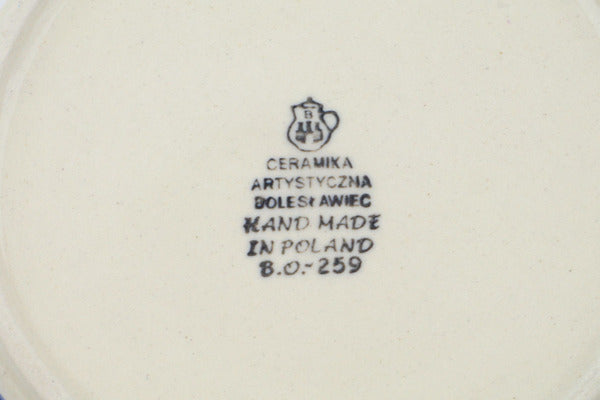 B
CERAMIKA
ARTYSTYCZNA
BOLESŁAWIEC
HAND MADE
IN POLAND
B.O.-259